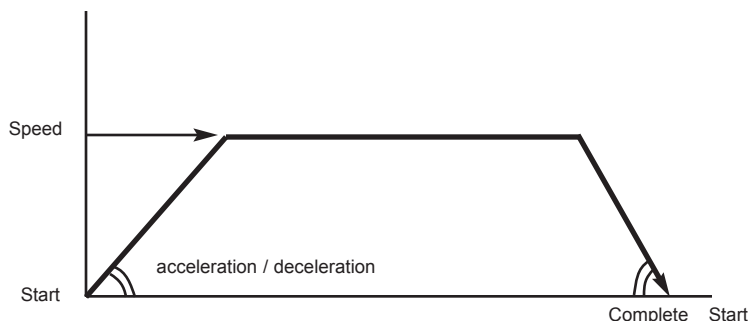 Speed
acceleration / deceleration
Start
Complete Start